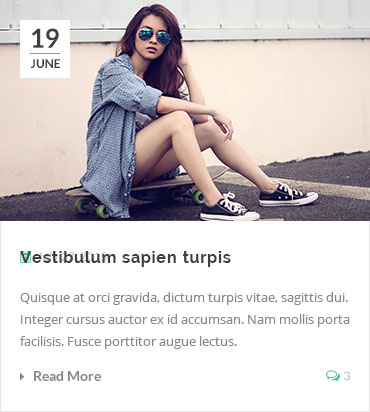 19
JUNE
Vestibulum sapien turpis
Quisque at orci gravida, dictum turpis vitae, sagittis dui.
Integer cursus auctor ex id accumsan. Nam mollis porta
facilisis. Fusce porttitor augue lectus.
Read More
3